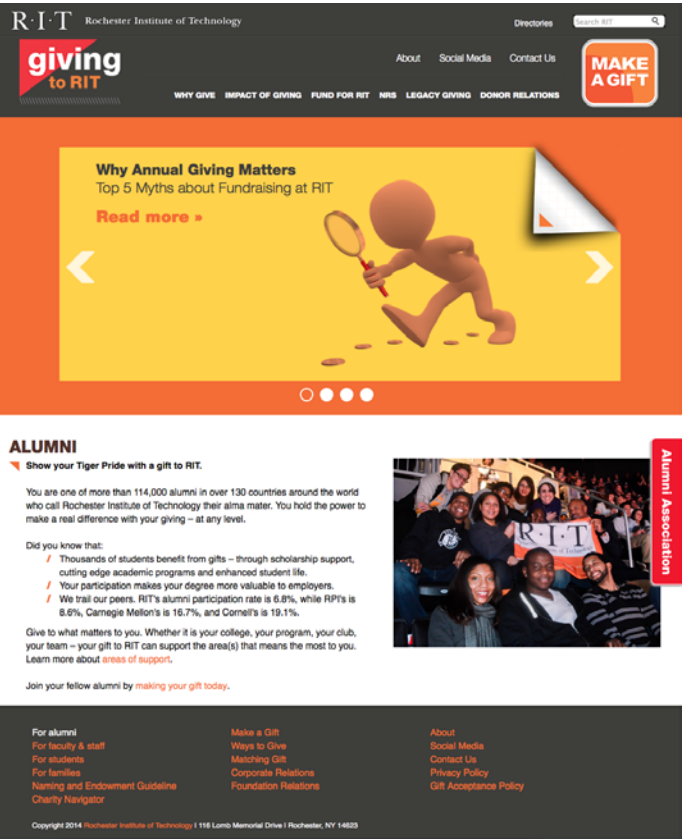 R·I·T Rochester Institute of Technology
Directories
Search RIT
giving
to RIT
About Social Media Contact Us
MAKE
A GIFT
WHY GIVE IMPACT OF GIVING FUND FOR RIT NRS LEGACY GIVING DONOR RELATIONS
Why Annual Giving Matters
Top 5 Myths about Fundraising at RIT
Read more »
ALUMNI
Show your Tiger Pride with a gift to RIT.
You are one of more than 114,000 alumni in over 130 countries around the world
who call Rochester Institute of Technology their alma mater. You hold the power to
make a real difference with your giving – at any level.
Did you know that:
/ Thousands of students benefit from gifts – through scholarship support,
cutting edge academic programs and enhanced student life.
/ Your participation makes your degree more valuable to employers.
/ We trail our peers. RIT's alumni participation rate is 6.8%, while RPI's is
8.6%, Carnegie Mellon's is 16.7%, and Cornell's is 19.1%.
Give to what matters to you. Whether it is your college, your program, your club,
your team – your gift to RIT can support the area(s) that means the most to you.
Learn more about areas of support.
Join your fellow alumni by making your gift today.
R·I·T
Alumni Association
For alumni
For faculty & staff
For students
For families
Naming and Endowment Guideline
Charity Navigator
Make a Gift
Ways to Give
Matching Gift
Corporate Relations
Foundation Relations
About
Social Media
Contact Us
Privacy Policy
Gift Acceptance Policy
Copyright 2014 Rochester Institute of Technology | 116 Lomb Memorial Drive | Rochester, NY 14623